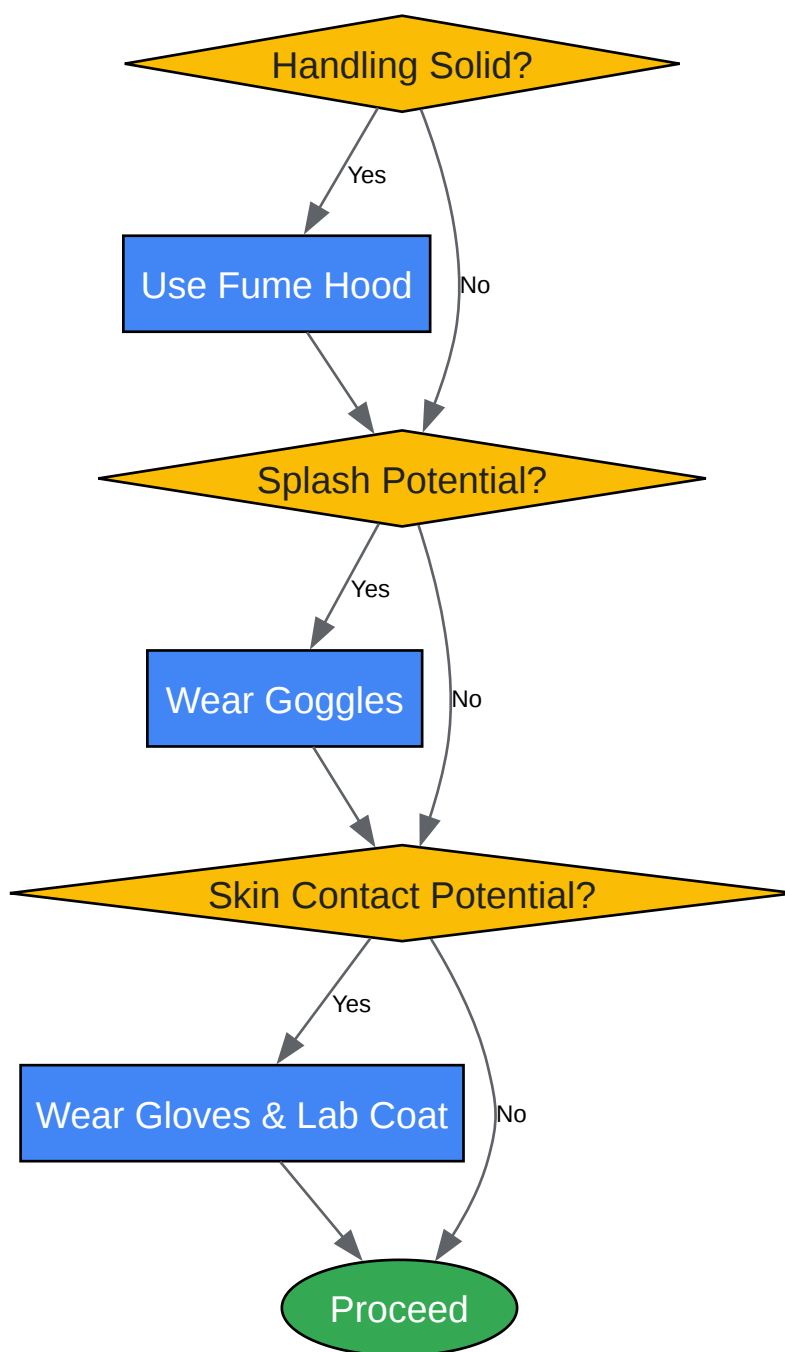 Handling Solid?
Yes
Use Fume Hood
No
Splash Potential?
Yes
Wear Goggles
No
Skin Contact Potential?
Yes
Wear Gloves & Lab Coat
No
Proceed